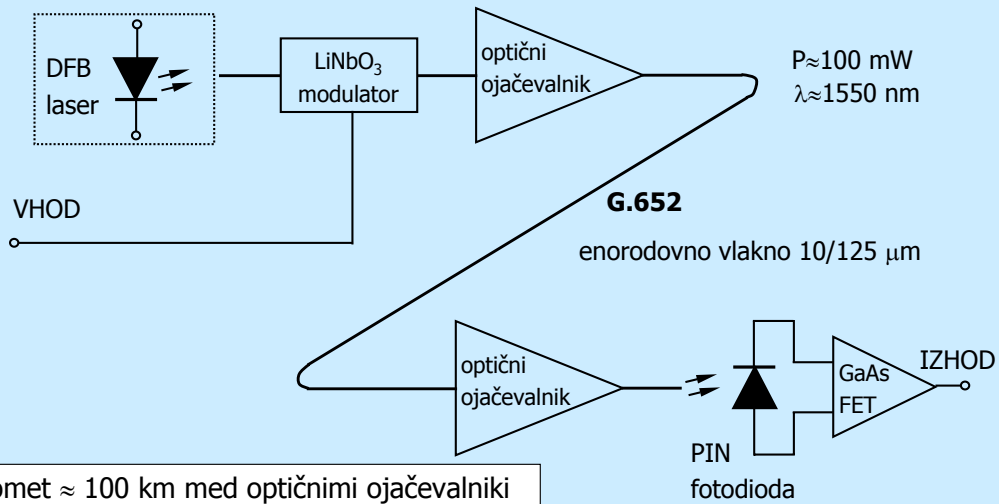 DFB
laser
LiNbO₃
modulator
optični
ojačevalnik
P≈100 mW
λ≈1550 nm
VHOD
G.652
enorodovno vlakno 10/125 μm
optični
ojačevalnik
GaAs
FET
IZHOD
PIN
fotodioda
≈ 100 km med optičnimi ojačevalniki